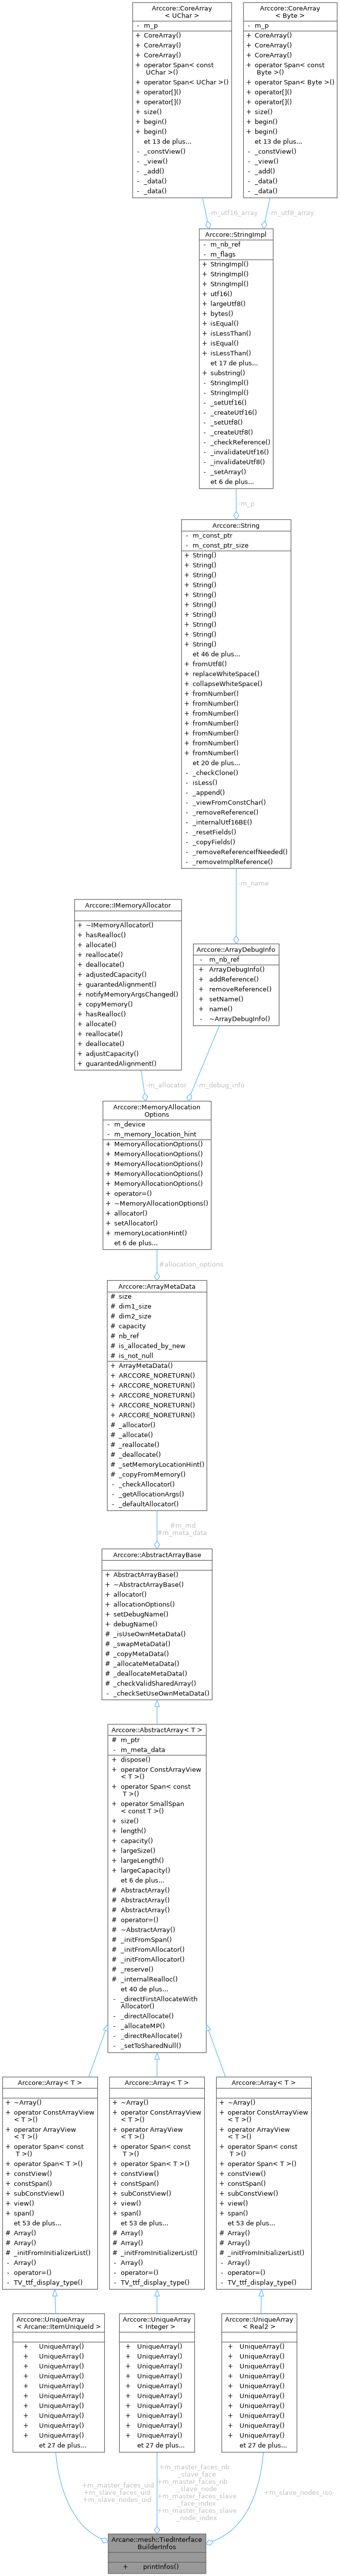 Arccore::CoreArray
< UChar >
- m_p
+ CoreArray()
+ CoreArray()
+ CoreArray()
+ operator Span< const
UChar >()
+ operator Span< UChar >()
+ operator[]()
+ operator[]()
+ size()
+ begin()
+ begin()
et 13 de plus...
- _constView()
- _view()
- _add()
- _data()
- _data()
Arccore::CoreArray
< Byte >
- m_p
+ CoreArray()
+ CoreArray()
+ CoreArray()
+ operator Span< const
Byte >()
+ operator Span< Byte >()
+ operator[]()
+ operator[]()
+ size()
+ begin()
+ begin()
et 13 de plus...
- _constView()
- _view()
- _add()
- _data()
- _data()
-m_utf16_array
-m_utf8_array
Arccore::StringImpl
- m_nb_ref
- m_flags
+ StringImpl()
+ StringImpl()
+ StringImpl()
+ utf16()
+ largeUtf8()
+ bytes()
+ isEqual()
+ isLessThan()
+ isEqual()
+ isLessThan()
et 17 de plus...
+ substring()
- StringImpl()
- StringImpl()
- _setUtf16()
- _createUtf16()
- _setUtf8()
- _createUtf8()
- _checkReference()
- _invalidateUtf16()
- _invalidateUtf8()
- _setArray()
et 6 de plus...
-m_p
Arccore::String
- m_const_ptr
- m_const_ptr_size
+ String()
+ String()
+ String()
+ String()
+ String()
+ String()
+ String()
+ String()
+ String()
+ String()
et 46 de plus...
+ fromUtf8()
+ replaceWhiteSpace()
+ collapseWhiteSpace()
+ fromNumber()
+ fromNumber()
+ fromNumber()
+ fromNumber()
+ fromNumber()
+ fromNumber()
+ fromNumber()
et 20 de plus...
- _checkClone()
- isLess()
- _append()
- _viewFromConstChar()
- _removeReference()
- _internalUtf16BE()
- _resetFields()
- _copyFields()
- _removeReferenceIfNeeded()
- _removeImplReference()
-m_name
Arccore::IMemoryAllocator
+ ~IMemoryAllocator()
+ hasRealloc()
+ allocate()
+ reallocate()
+ deallocate()
+ adjustedCapacity()
+ guarantedAlignment()
+ notifyMemoryArgsChanged()
+ copyMemory()
+ hasRealloc()
+ allocate()
+ reallocate()
+ deallocate()
+ adjustCapacity()
+ guarantedAlignment()
Arccore::ArrayDebugInfo
- m_nb_ref
+ ArrayDebugInfo()
+ addReference()
+ removeReference()
+ setName()
+ name()
- ~ArrayDebugInfo()
-m_allocator
-m_debug_info
Arccore::MemoryAllocation
Options
- m_device
- m_memory_location_hint
+ MemoryAllocationOptions()
+ MemoryAllocationOptions()
+ MemoryAllocationOptions()
+ MemoryAllocationOptions()
+ MemoryAllocationOptions()
+ operator=()
+ ~MemoryAllocationOptions()
+ allocator()
+ setAllocator()
+ memoryLocationHint()
et 6 de plus...
#allocation_options
Arccore::ArrayMetaData
# size
# dim1_size
# dim2_size
# capacity
# nb_ref
# is_allocated_by_new
# is_not_null
+ ArrayMetaData()
+ ARCCORE_NORETURN()
+ ARCCORE_NORETURN()
+ ARCCORE_NORETURN()
+ ARCCORE_NORETURN()
+ ARCCORE_NORETURN()
# _allocator()
# _allocate()
# _reallocate()
# _deallocate()
# _setMemoryLocationHint()
# _copyFromMemory()
- _checkAllocator()
- _getAllocationArgs()
- _defaultAllocator()
#m_md
#m_meta_data
Arccore::AbstractArrayBase
+ AbstractArrayBase()
+ ~AbstractArrayBase()
+ allocator()
+ allocationOptions()
+ setDebugName()
+ debugName()
# _isUseOwnMetaData()
# _swapMetaData()
# _copyMetaData()
# _allocateMetaData()
# _deallocateMetaData()
# _checkValidSharedArray()
- _checkSetUseOwnMetaData()
Arccore::AbstractArray< T >
# m_ptr
- m_meta_data
+ dispose()
+ operator ConstArrayView
< T >()
+ operator Span< const
T >()
+ operator SmallSpan
< const T >()
+ size()
+ length()
+ capacity()
+ largeSize()
+ largeLength()
+ largeCapacity()
et 6 de plus...
# AbstractArray()
# AbstractArray()
# AbstractArray()
# operator=()
# ~AbstractArray()
# _initFromSpan()
# _initFromAllocator()
# _initFromAllocator()
# _reserve()
# _internalRealloc()
et 40 de plus...
- _directFirstAllocateWith
Allocator()
- _directAllocate()
- _allocateMP()
- _directReAllocate()
- _setToSharedNull()
Arccore::Array< T >
+ ~Array()
+ operator ConstArrayView
< T >()
+ operator ArrayView
< T >()
+ operator Span< const
T >()
+ operator Span< T >()
+ constView()
+ constSpan()
+ subConstView()
+ view()
+ span()
et 53 de plus...
# Array()
# Array()
# _initFromInitializerList()
- Array()
- operator=()
- TV_ttf_display_type()
Arccore::Array< T >
- ~Array()
+ operator ConstArrayView
< T >()
+ operator ArrayView
< T >()
+ operator Span< const
T >()
+ operator Span< T >()
+ constView()
+ constSpan()
+ subConstView()
+ view()
+ span()
et 53 de plus...
# Array()
# Array()
# _initFromInitializerList()
- Array()
- operator=()
- TV_ttf_display_type()
Arccore::Array< T >
+ ~Array()
+ operator ConstArrayView
< T >()
+ operator ArrayView
< T >()
+ operator Span< const
T >()
+ operator Span< T >()
+ constView()
+ constSpan()
+ subConstView()
+ view()
+ span()
et 53 de plus...
# Array()
# Array()
# _initFromInitializerList()
- Array()
- operator=()
- TV_ttf_display_type()
Arccore::UniqueArray
< Arcane::ItemUniqueId >
+ UniqueArray()
+ UniqueArray()
+ UniqueArray()
+ UniqueArray()
+ UniqueArray()
+ UniqueArray()
+ UniqueArray()
+ UniqueArray()
+ UniqueArray()
+ UniqueArray()
et 27 de plus...
Arccore::UniqueArray
< Integer >
+ UniqueArray()
+ UniqueArray()
+ UniqueArray()
+ UniqueArray()
+ UniqueArray()
+ UniqueArray()
+ UniqueArray()
+ UniqueArray()
+ UniqueArray()
+ UniqueArray()
et 27 de plus...
Arccore::UniqueArray
< Real2 >
+ UniqueArray()
+ UniqueArray()
+ UniqueArray()
+ UniqueArray()
+ UniqueArray()
+ UniqueArray()
+ UniqueArray()
+ UniqueArray()
+ UniqueArray()
+ UniqueArray()
et 27 de plus...
+m_master_faces_uid
+m_slave_faces_uid
+m_slave_nodes_uid
+m_master_faces_nb
_slave_face
+m_master_faces_nb
_slave_node
+m_master_faces_slave
_face_index
+m_master_faces_slave
_node_index
+m_slave_nodes_iso
Arcane::mesh::TiedInterface
BuilderInfos
+ printInfos()